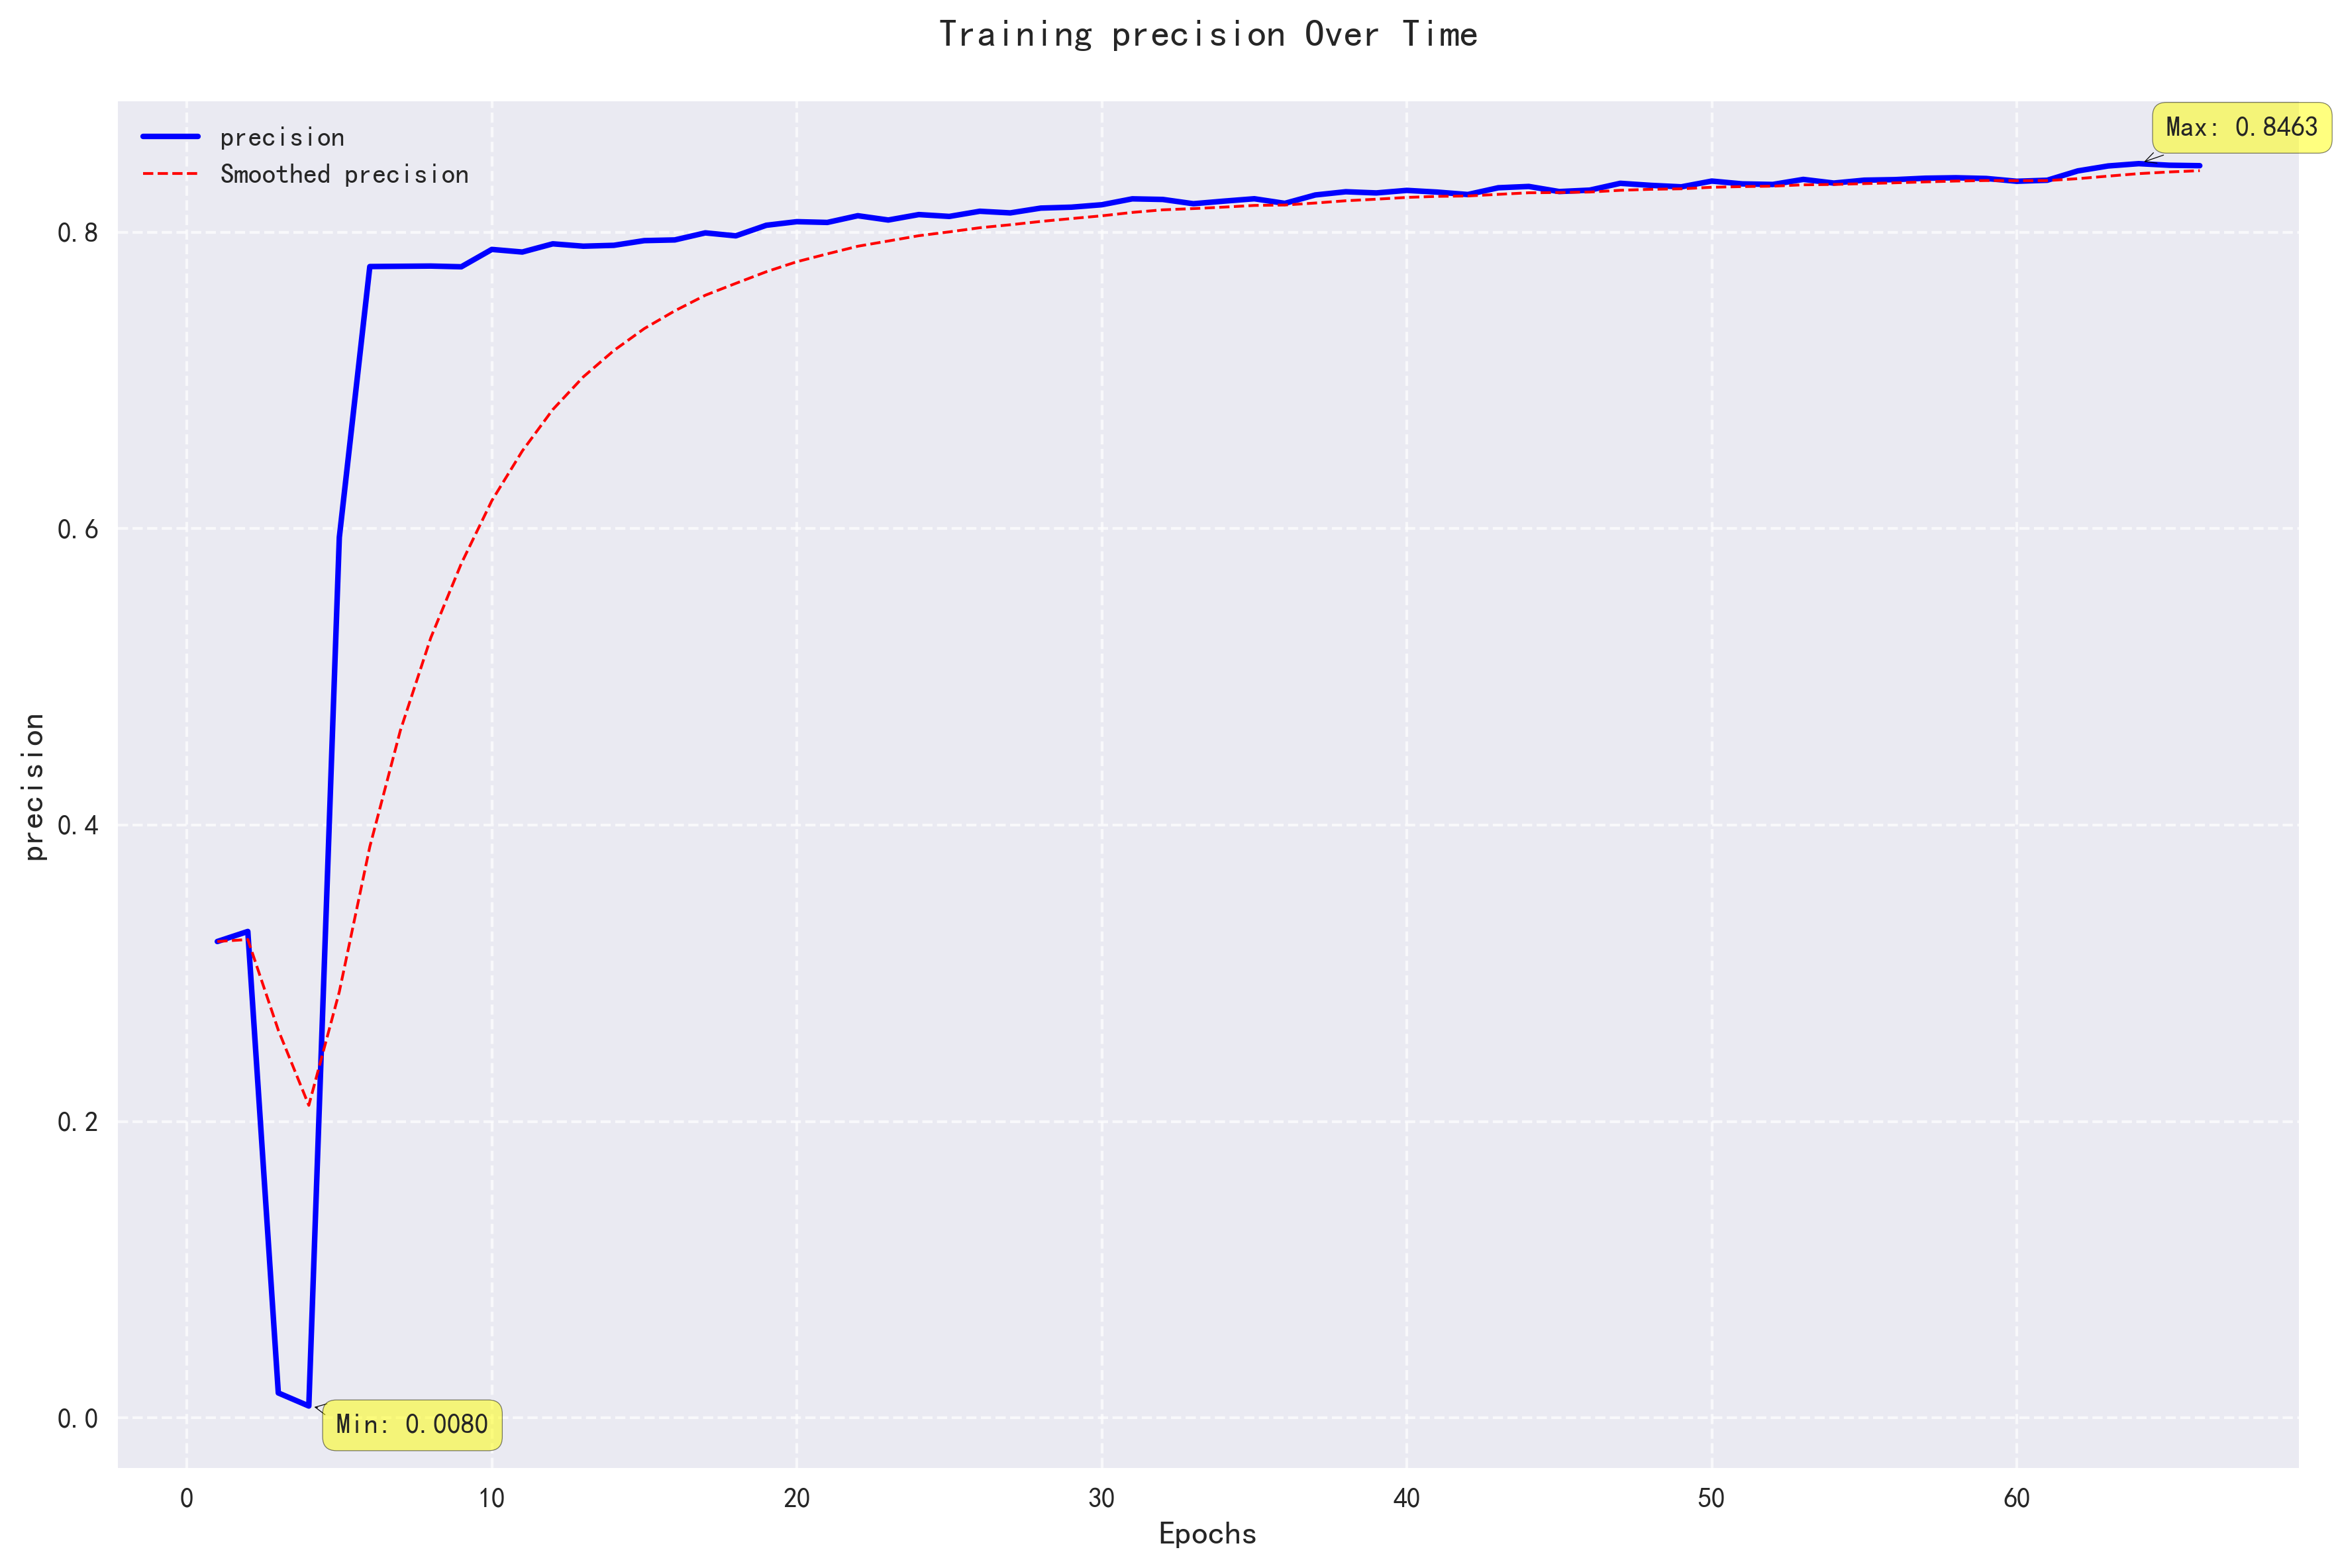 Training precision Over Time
precision
Smoothed precision
Max: 0.8463
0.8
0.6
0.4
0.2
0.0
precision
Min: 0.0080
0 10 20 30 40 50 60
Epochs